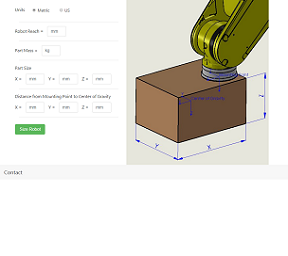 Units Metric US
Robot Reach = mm
Part Mass = kg
Part Size
X = mm Y = mm Z = mm
Distance from Mounting Point to Center of Gravity
X = mm Y = mm Z = mm
Size Robot
Center of Gravity
Z
Y
X
Contact